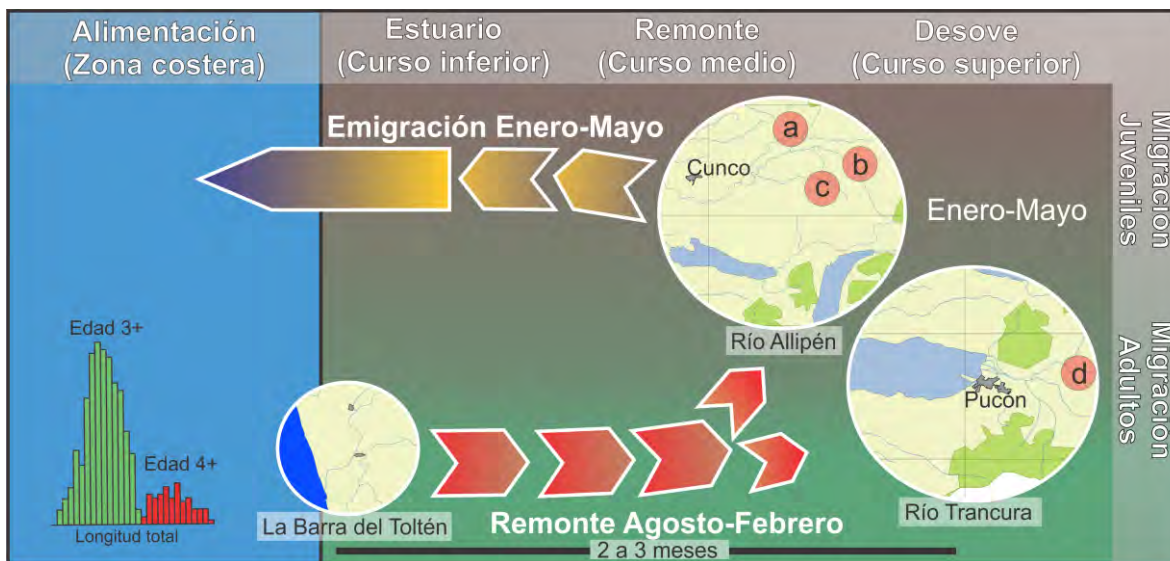 Alimentación
(Zona costera)
Estuario
(Curso inferior)
Remonte
(Curso medio)
Desove
(Curso superior)
Emigración Enero-Mayo
Cunco
a
b
c
Enero-Mayo
Migración
Juveniles
Río Allipén
Edad 3+
Edad 4+
Longitud total
La Barra del Toltén
Remonte Agosto-Febrero
2 a 3 meses
Pucón
d
Río Trancura
Migración
Adultos